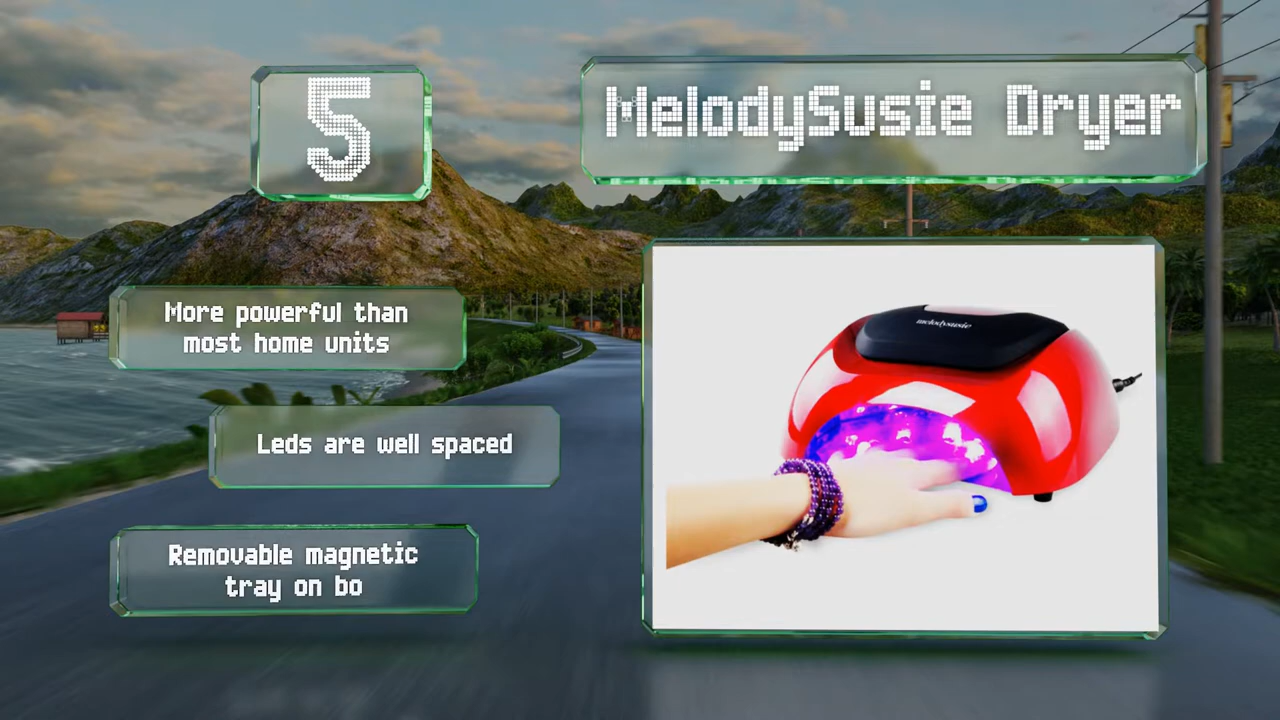 5
MelodySusie Dryer
More powerful than
most home units
Leds are well spaced
Removable magnetic
tray on bo
melodysusie